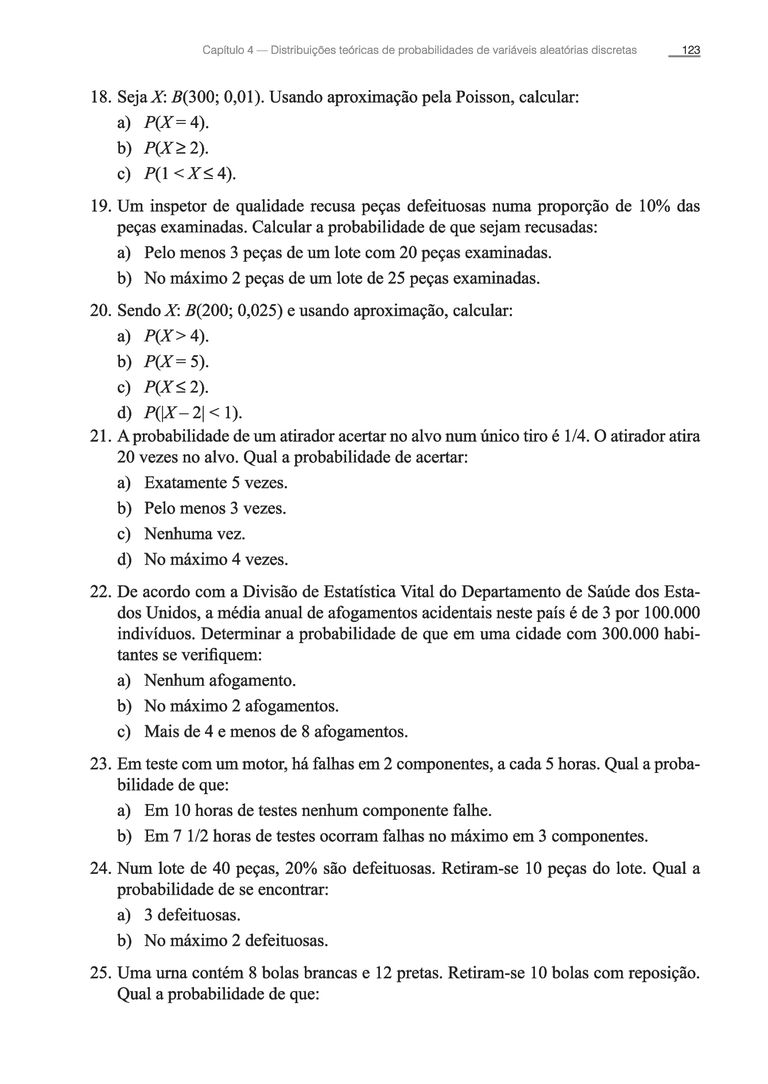 Capítulo 4 — Distribuições teóricas de probabilidades de variáveis aleatórias discretas 123
18. Seja X: B(300; 0,01). Usando aproximação pela Poisson, calcular:
a) P(X = 4).
b) P(X ≥ 2).
c) P(1 < X ≤ 4).
19. Um inspetor de qualidade recusa peças defeituosas numa proporção de 10% das
peças examinadas. Calcular a probabilidade de que sejam recusadas:
a) Pelo menos 3 peças de um lote com 20 peças examinadas.
b) No máximo 2 peças de um lote de 25 peças examinadas.
20. Sendo X: B(200; 0,025) e usando aproximação, calcular:
a) P(X > 4).
b) P(X = 5).
c) P(X ≤ 2).
d) P(|X – 2| < 1).
21. A probabilidade de um atirador acertar no alvo num único tiro é 1/4. O atirador atira
20 vezes no alvo. Qual a probabilidade de acertar:
a) Exatamente 5 vezes.
b) Pelo menos 3 vezes.
c) Nenhuma vez.
d) No máximo 4 vezes.
22. De acordo com a Divisão de Estatística Vital do Departamento de Saúde dos Esta-
dos Unidos, a média anual de afogamentos acidentais neste país é de 3 por 100.000
indivíduos. Determinar a probabilidade de que em uma cidade com 300.000 habi-
tantes se verifiquem:
a) Nenhum afogamento.
b) No máximo 2 afogamentos.
c) Mais de 4 e menos de 8 afogamentos.
23. Em teste com um motor, há falhas em 2 componentes, a cada 5 horas. Qual a proba-
bilidade de que:
a) Em 10 horas de testes nenhum componente falhe.
b) Em 7 1/2 horas de testes ocorram falhas no máximo em 3 componentes.
24. Num lote de 40 peças, 20% são defeituosas. Retiram-se 10 peças do lote. Qual a
probabilidade de se encontrar:
a) 3 defeituosas.
b) No máximo 2 defeituosas.
25. Uma urna contém 8 bolas brancas e 12 pretas. Retiram-se 10 bolas com reposição.
Qual a probabilidade de que: